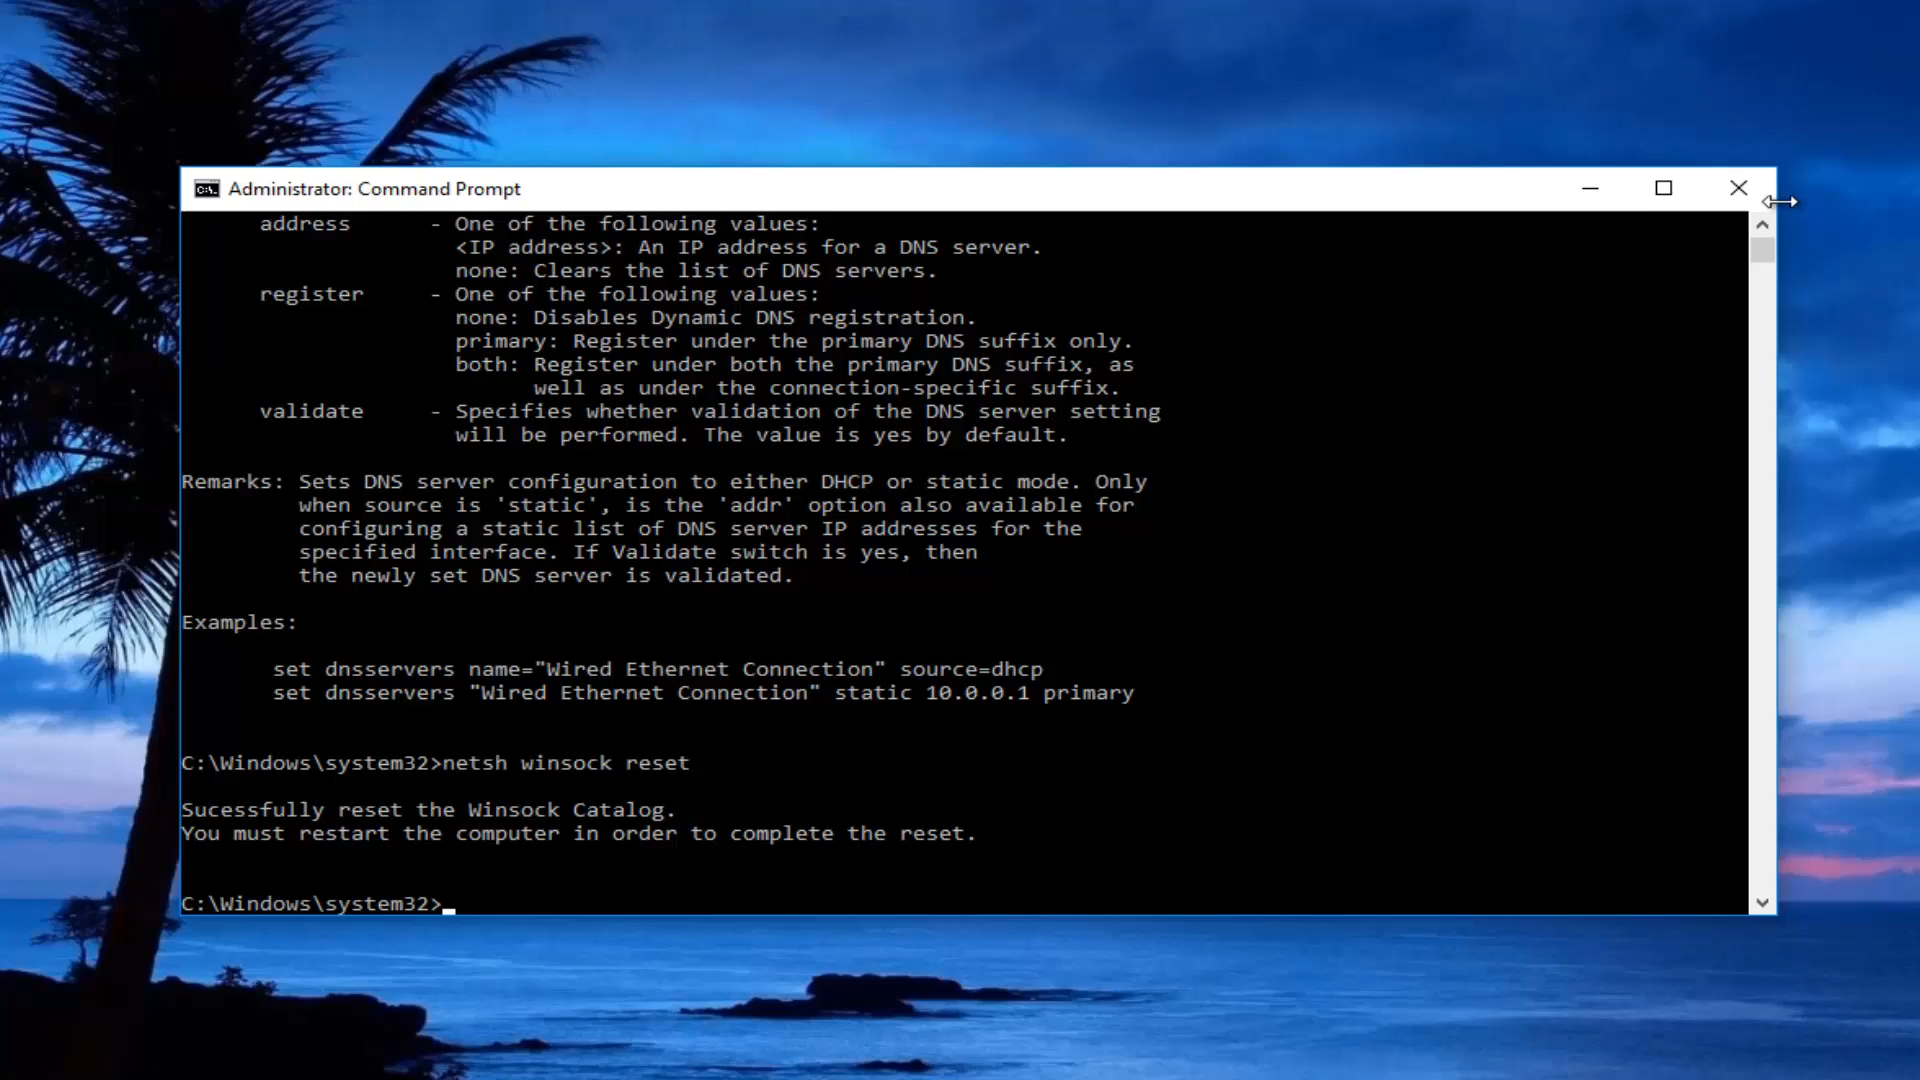 Administrator: Command Prompt
address - One of the following values:
<IP address>: An IP address for a DNS server.
none: Clears the list of DNS servers.
register - One of the following values:
none: Disables Dynamic DNS registration.
primary: Register under the primary DNS suffix only.
both: Register under both the primary DNS suffix, as
well as under the connection-specific suffix.
validate - Specifies whether validation of the DNS server setting
will be performed. The value is yes by default.
Remarks: Sets DNS server configuration to either DHCP or static mode. Only
when source is 'static', is the 'addr' option also available for
configuring a static list of DNS server IP addresses for the
specified interface. If Validate switch is yes, then
the newly set DNS server is validated.
Examples:
set dnsservers name="Wired Ethernet Connection" source=dhcp
set dnsservers "Wired Ethernet Connection" static 10.0.0.1 primary
C:\Windows\system32>netsh winsock reset
Sucessfully reset the Winsock Catalog.
You must restart the computer in order to complete the reset.
C:\Windows\system32>